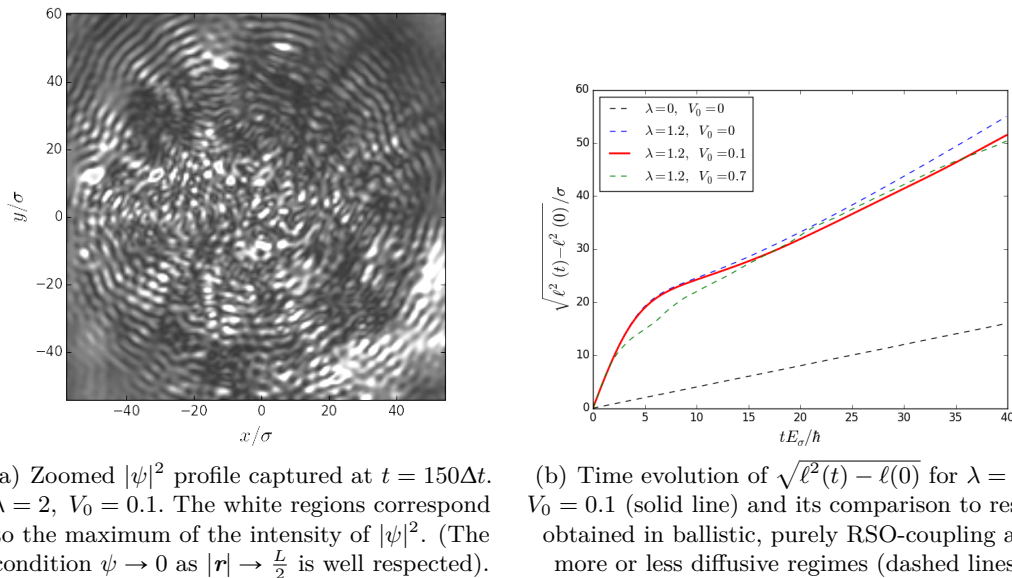 60
40
20
0
−20
−40
−40
−20
0
20
40
y/σ
x/σ
a) Zoomed |ψ|² profile captured at t = 150Δt.
λ = 2, V₀ = 0.1. The white regions correspond
to the maximum of the intensity of |ψ|². (The
condition ψ → 0 as |r| → L/2 is well respected).
60
50
40
30
20
10
0
0
5
10
15
20
25
30
35
40
√(ℓ²(t)−ℓ²(0))/σ
tE_σ/ħ
λ=0, V₀=0
λ=1.2, V₀=0
λ=1.2, V₀=0.1
λ=1.2, V₀=0.7
(b) Time evolution of √(ℓ²(t) − ℓ(0)) for λ =
V₀ = 0.1 (solid line) and its comparison to res
obtained in ballistic, purely RSO-coupling a
more or less diffusive regimes (dashed lines